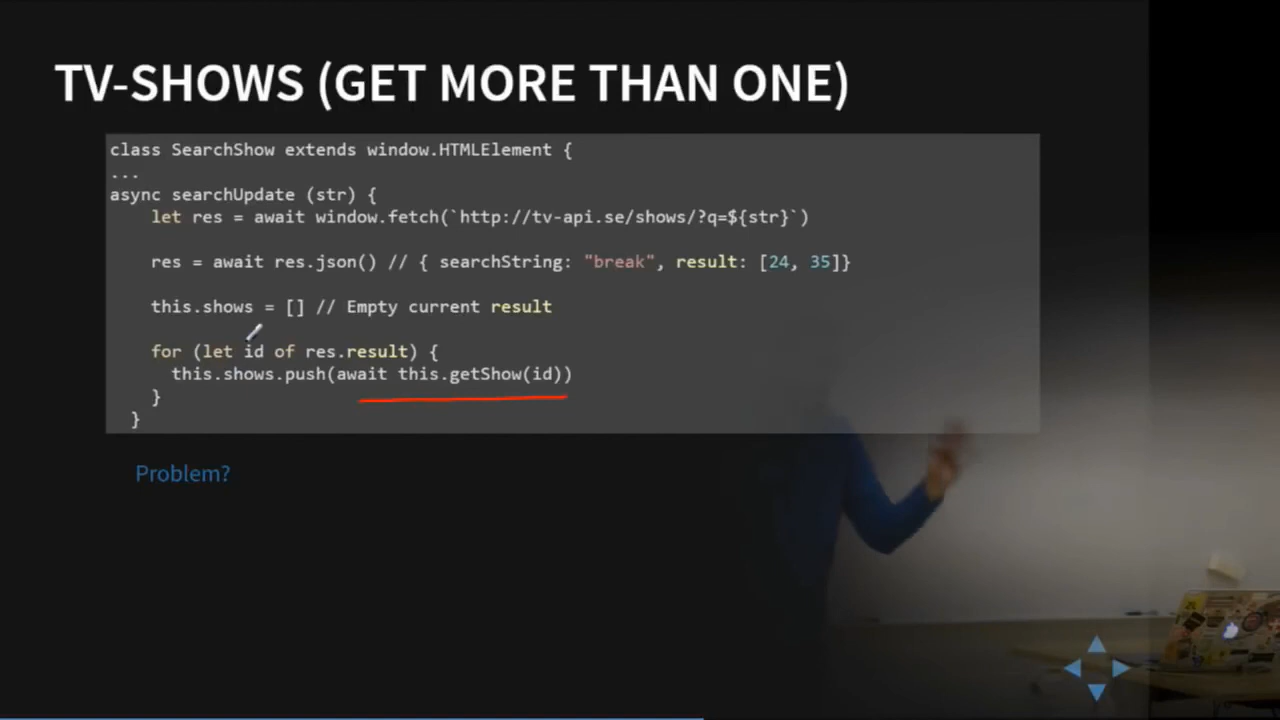 TV-SHOWS (GET MORE THAN ONE)
class SearchShow extends window.HTMLElement {
...
async searchUpdate (str) {
let res = await window.fetch(`http://tv-api.se/shows/?q=${str}`)
res = await res.json() // { searchString: "break", result: [24, 35]}
this.shows = [] // Empty current result
for (let id of res.result) {
this.shows.push(await this.getShow(id))
}
}
Problem?